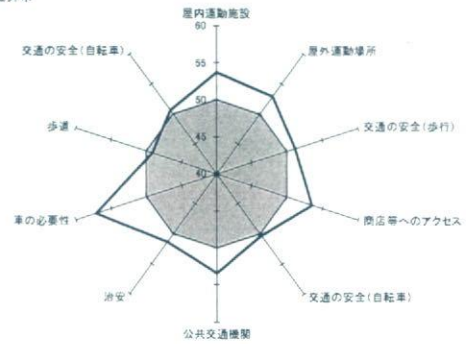 屋内運動施設
交通の安全(自転車)
屋外運動場所
歩道
交通の安全(歩行)
車の必要性
商店等へのアクセス
治安
交通の安全(自転車)
公共交通機関
60
55
50
45
40